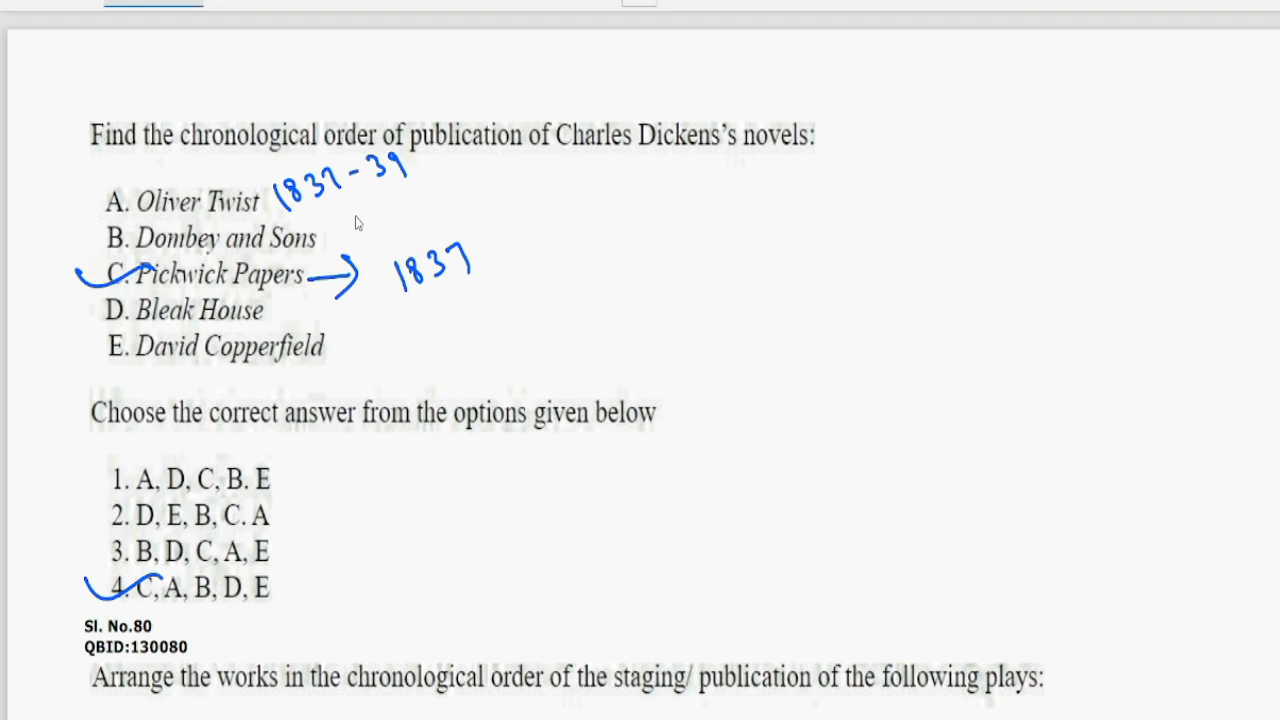 Find the chronological order of publication of Charles Dickens’s novels:
A. Oliver Twist 1837-39
B. Dombey and Sons
C. Pickwick Papers → 1837
D. Bleak House
E. David Copperfield
Choose the correct answer from the options given below
1. A, D, C, B. E
2. D, E, B, C. A
3. B, D, C, A, E
4. C, A, B, D, E
Sl. No.80
QBID:130080
Arrange the works in the chronological order of the staging/ publication of the following plays: